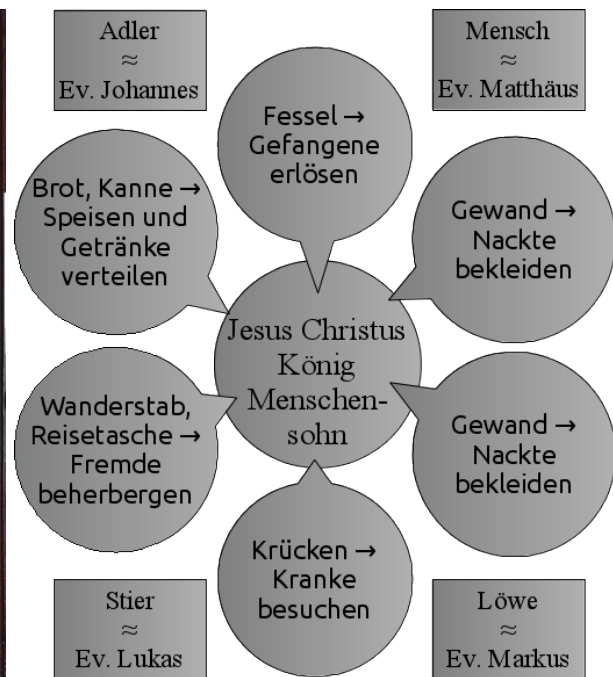 Adler
≈
Ev. Johannes
Mensch
≈
Ev. Matthäus
Fessel →
Gefangene
erlösen
Brot, Kanne →
Speisen und
Getränke
verteilen
Gewand →
Nackte
bekleiden
Jesus Christus
König
Menschen-
sohn
Wanderstab,
Reisetasche →
Fremde
beherbergen
Gewand →
Nackte
bekleiden
Krücken →
Kranke
besuchen
Stier
≈
Ev. Lukas
Löwe
≈
Ev. Markus